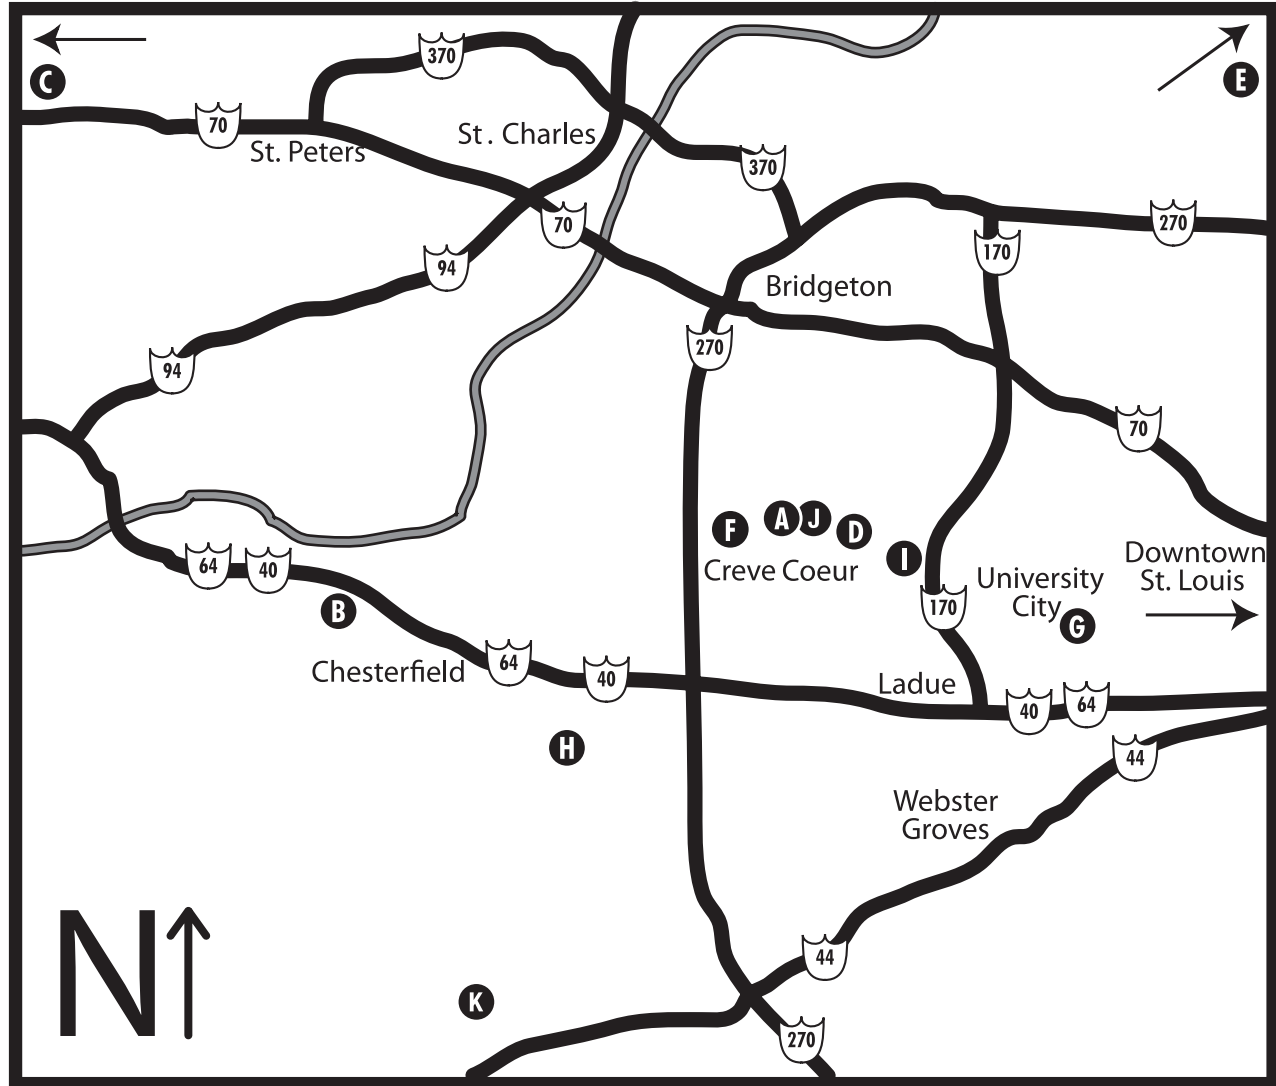 C
370
E
70
St. Peters
St. Charles
370
70
270
170
94
Bridgeton
270
94
70
F
A
J
D
I
Creve Coeur
Downtown
St. Louis
University
City
G
64
40
B
170
Chesterfield
64
40
Ladue
40
64
H
44
Webster
Groves
N
44
K
270